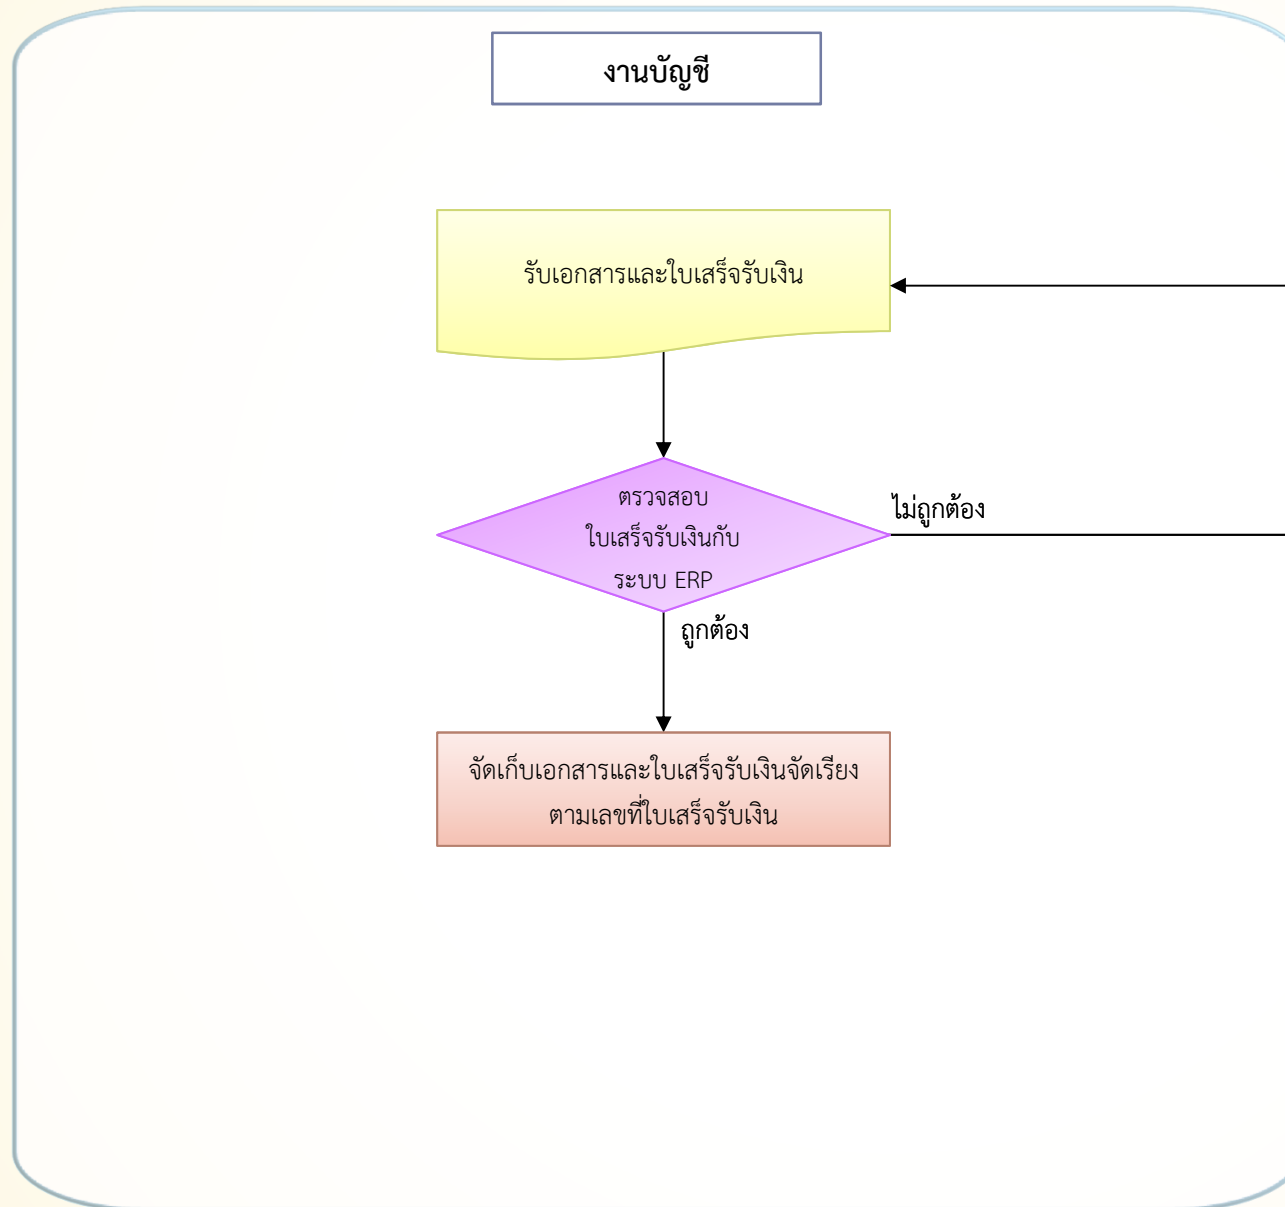 งานบัญชี
รับเอกสารและใบเสร็จรับเงิน
ตรวจสอบ
ใบเสร็จรับเงินกับ
ระบบ ERP
ไม่ถูกต้อง
ถูกต้อง
จัดเก็บเอกสารและใบเสร็จรับเงินจัดเรียง
ตามเลขที่ใบเสร็จรับเงิน